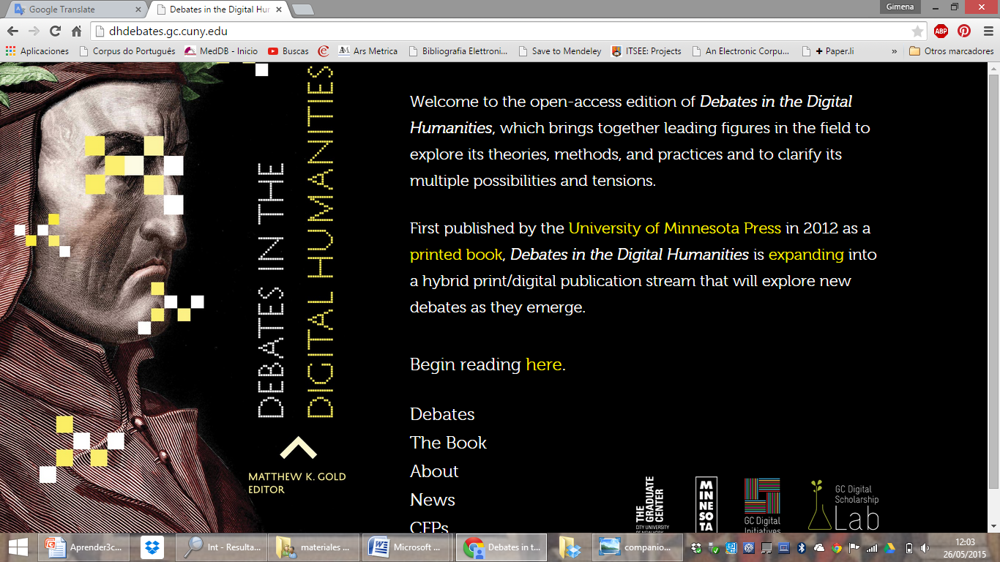 Google Translate
Debates in the Digital Hu
Gimena
dhdebates.gc.cuny.edu
ABP
Aplicaciones
Corpus do Português
MedDB - Inicio
Buscas
Ars Metrica
Bibliografia Elettroni...
Save to Mendeley
ITSEE: Projects
An Electronic Corpu...
+ Paper.li
»
Otros marcadores
DEBATES IN THE
DIGITAL HUMANITIES
MATTHEW K. GOLD
EDITOR
Welcome to the open-access edition of Debates in the Digital
Humanities, which brings together leading figures in the field to
explore its theories, methods, and practices and to clarify its
multiple possibilities and tensions.
First published by the University of Minnesota Press in 2012 as a
printed book, Debates in the Digital Humanities is expanding into
a hybrid print/digital publication stream that will explore new
debates as they emerge.
Begin reading here.
Debates
The Book
About
News
CFPs
THE
GRADUATE
CENTER
CITY UNIVERSITY
MINNESOTA
GC Digital
Initiatives
GC Digital
Scholarship
Lab
Aprender3c...
Int - Resulta...
materiales ...
Microsoft ...
Debates in t...
companio...
12:03
26/05/2015